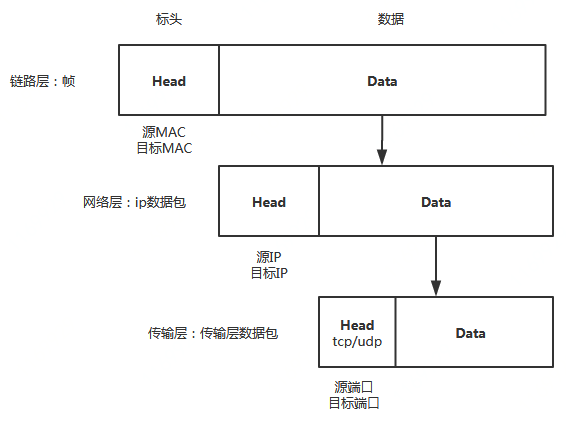 标头
数据
链路层：帧
Head
Data
源MAC
目标MAC
网络层：ip数据包
Head
Data
源IP
目标IP
传输层：传输层数据包
Head
tcp/udp
Data
源端口
目标端口